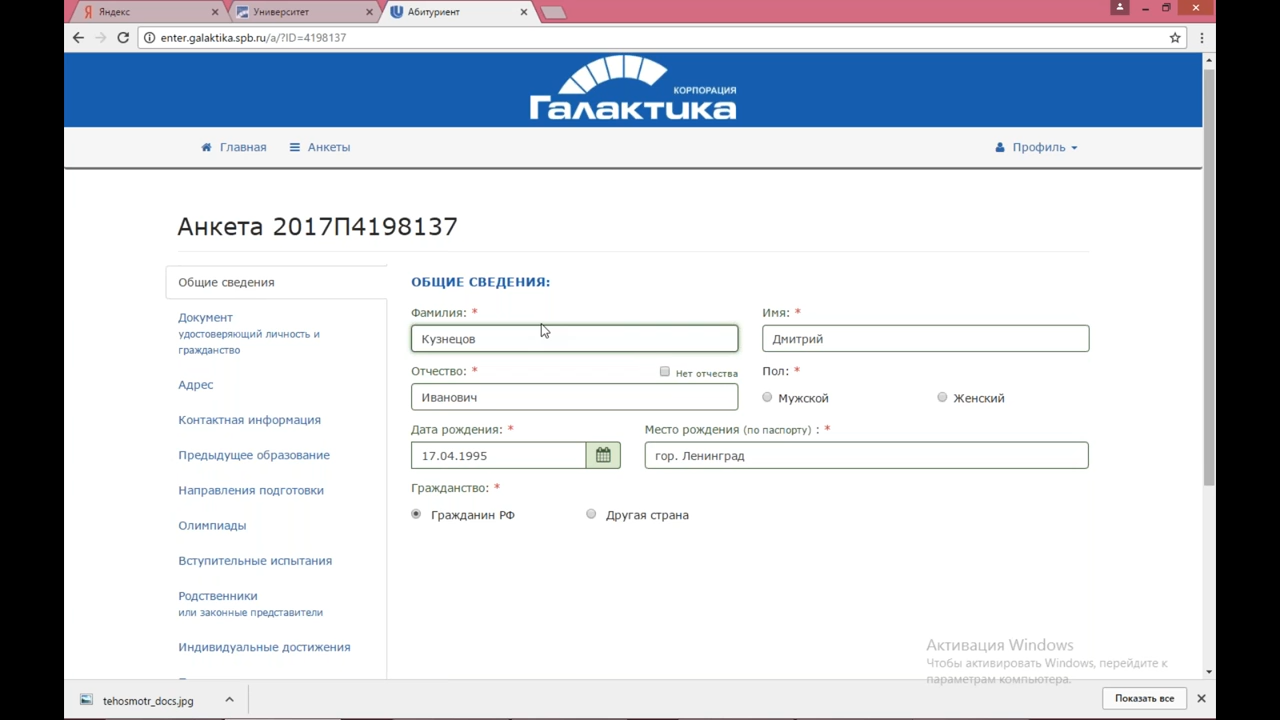 Яндекс
Университет
Абитуриент
enter.galaktika.spb.ru/a/?ID=4198137
КОРПОРАЦИЯ
Галактика
Главная
Анкеты
Профиль
Анкета 2017П4198137
Общие сведения
Документ
удостоверяющий личность и
гражданство
Адрес
Контактная информация
Предыдущее образование
Направления подготовки
Олимпиады
Вступительные испытания
Родственники
или законные представители
Индивидуальные достижения
ОБЩИЕ СВЕДЕНИЯ:
Фамилия: *
Имя: *
Кузнецов
Дмитрий
Отчество: *
Нет отчества
Пол: *
Иванович
Мужской
Женский
Дата рождения: *
Место рождения (по паспорту) : *
17.04.1995
гор. Ленинград
Гражданство: *
Гражданин РФ
Другая страна
Активация Windows
Чтобы активировать Windows, перейдите к
параметрам компьютера.
tehosmotr_docs.jpg
Показать все